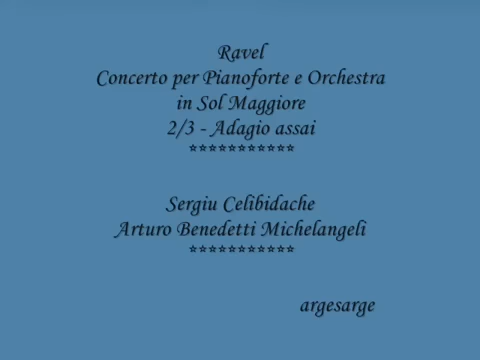 Ravel
Concerto per Pianoforte e Orchestra
in Sol Maggiore
2/3 - Adagio assai
***********
Sergiu Celibidache
Arturo Benedetti Michelangeli
***********
argesarge